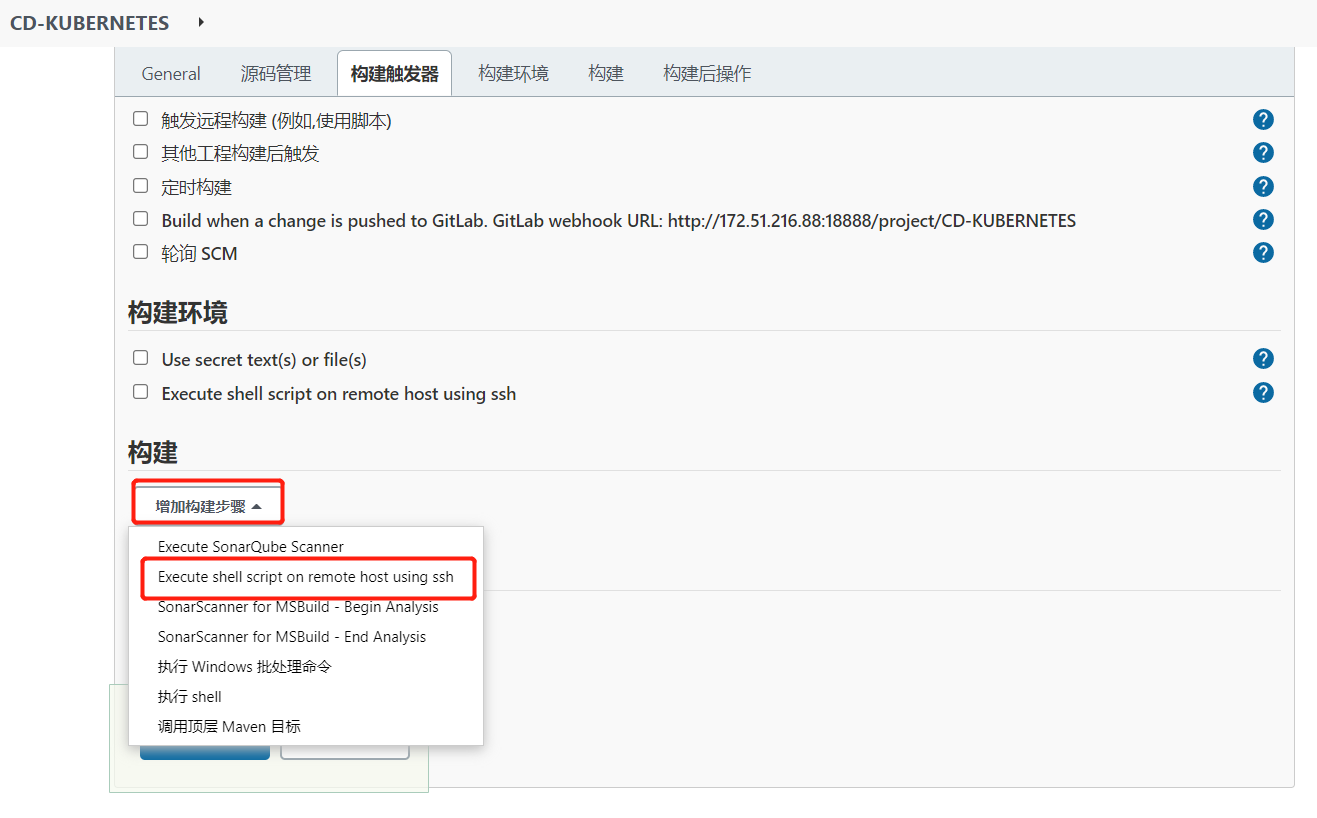 CD-KUBERNETES
General 源码管理 构建触发器 构建环境 构建 构建后操作
触发远程构建 (例如,使用脚本)
其他工程构建后触发
定时构建
Build when a change is pushed to GitLab. GitLab webhook URL: http://172.51.216.88:18888/project/CD-KUBERNETES
轮询 SCM
构建环境
Use secret text(s) or file(s)
Execute shell script on remote host using ssh
构建
增加构建步骤
Execute SonarQube Scanner
Execute shell script on remote host using ssh
SonarScanner for MSBuild - Begin Analysis
SonarScanner for MSBuild - End Analysis
执行 Windows 批处理命令
执行 shell
调用顶层 Maven 目标